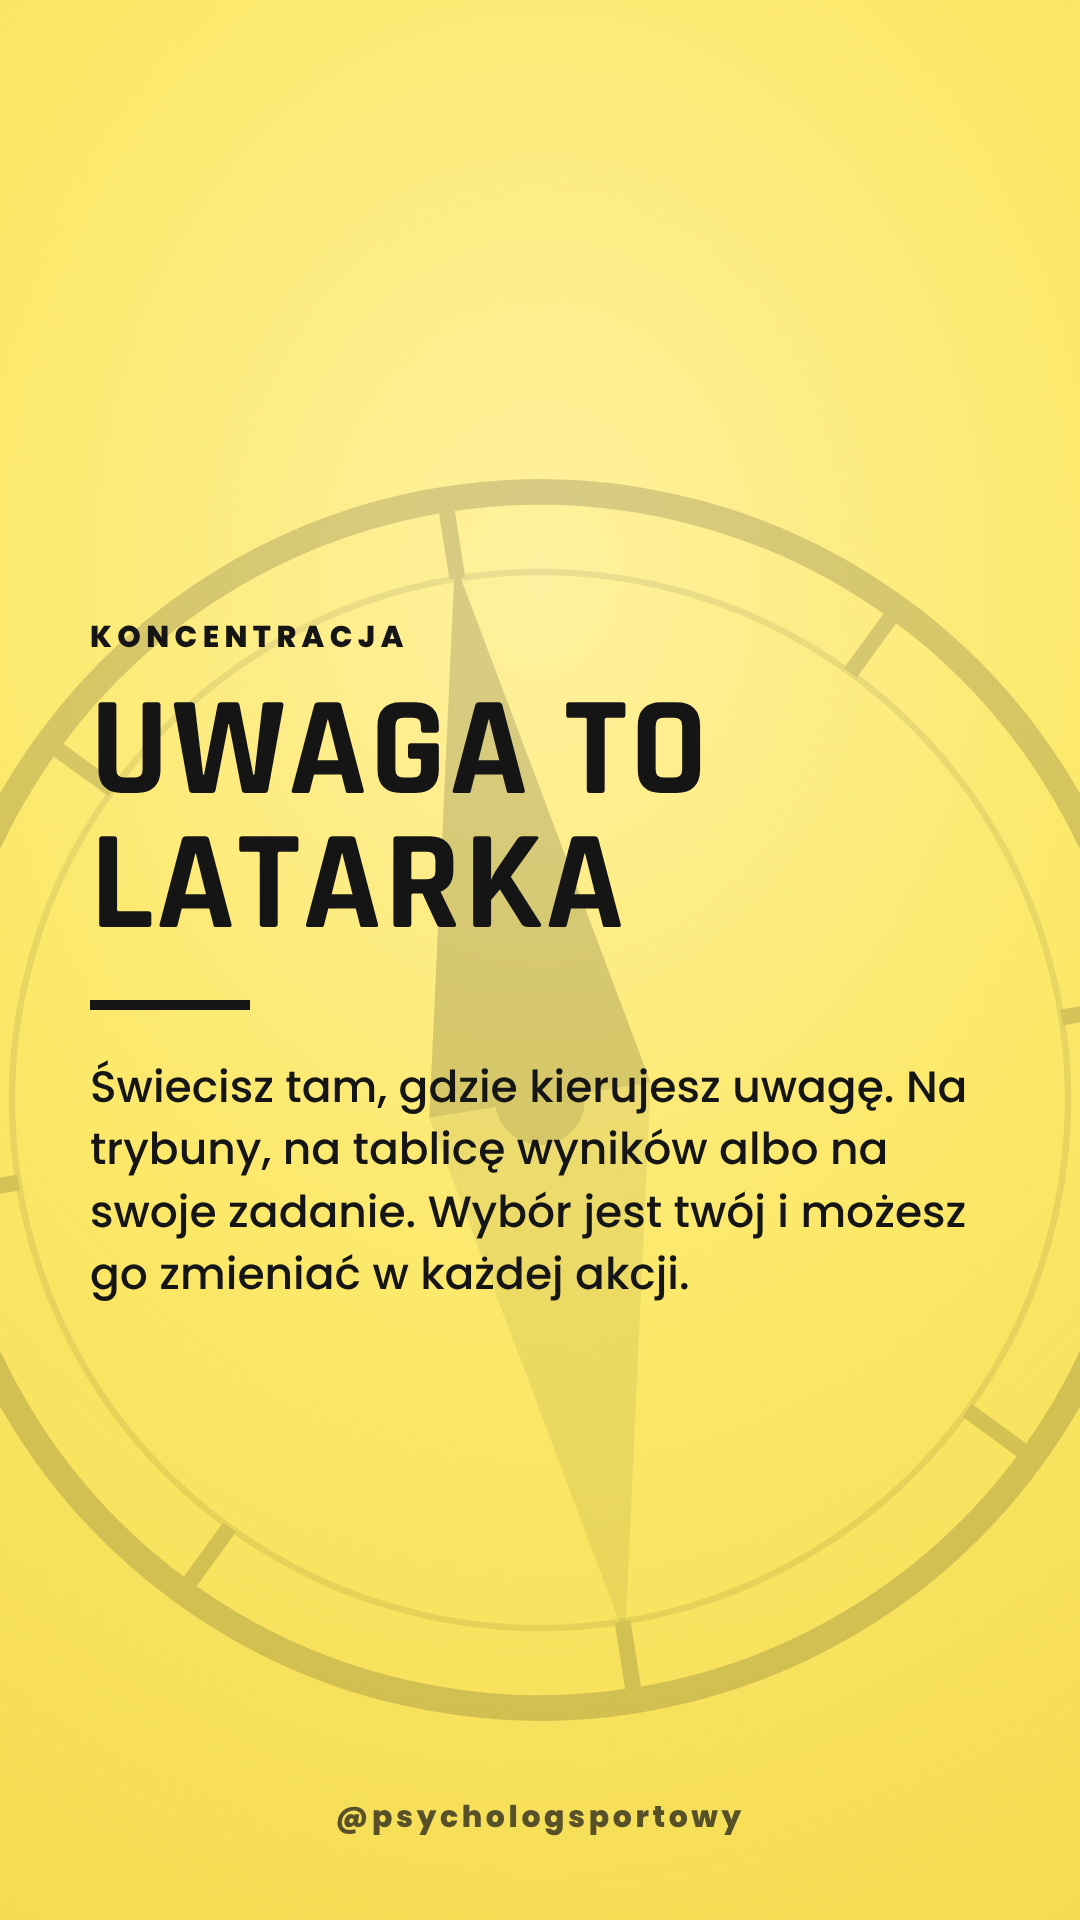 KONCENTRACJA
UWAGA TO
LATARKA
Świecisz tam, gdzie kierujesz uwagę. Na
trybuny, na tablicę wyników albo na
swoje zadanie. Wybór jest twój i możesz
go zmieniać w każdej akcji.
@psychologsportowy